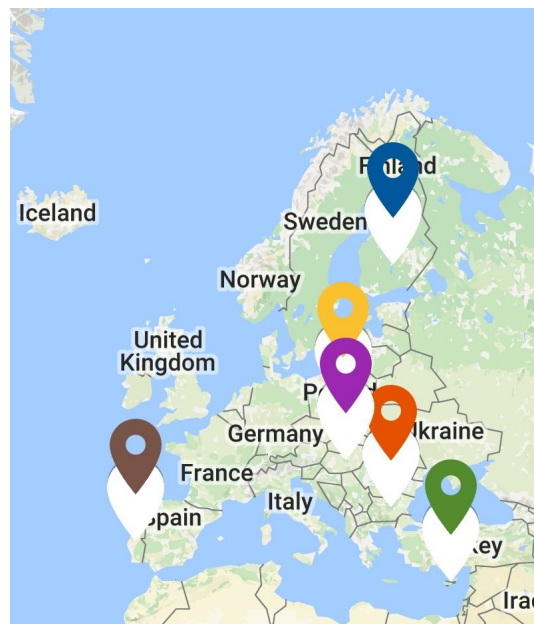 Finland
Iceland
Sweden
Norway
United
Kingdom
Germany
Ukraine
France
Italy
Spain